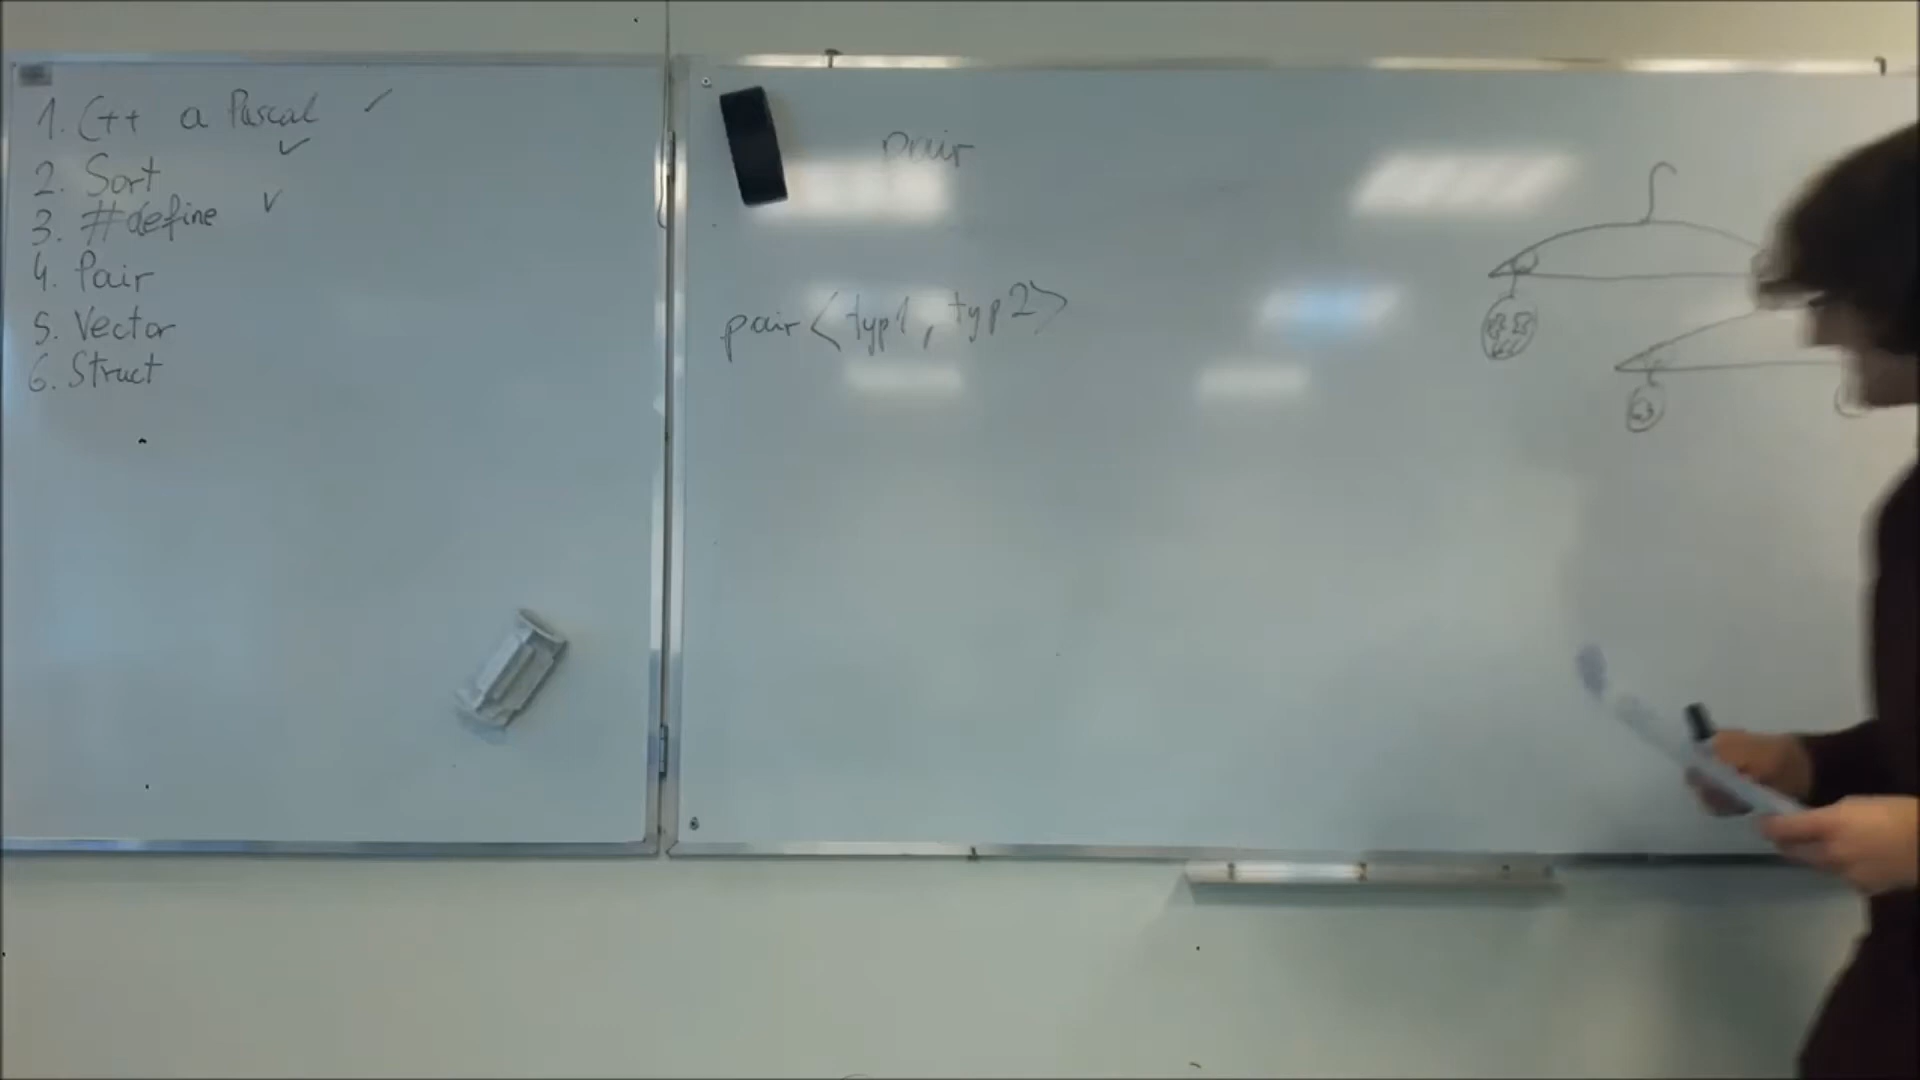 1. C++ a Pascal ✓
2. Sort ✓
3. #define ✓
4. Pair
5. Vector
6. Struct
pair
pair<typ1, typ2>